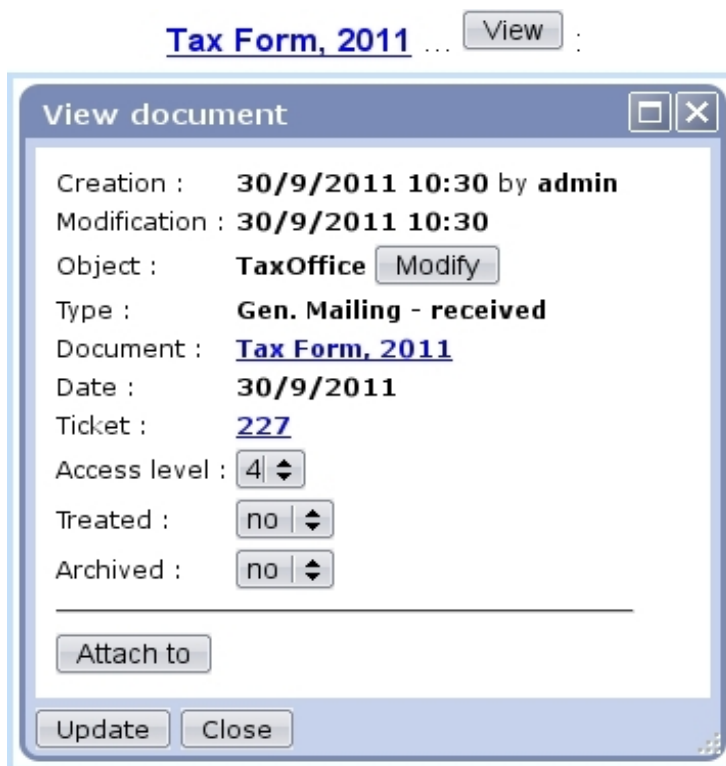 Tax Form, 2011 ... View :
View document
Creation : 30/9/2011 10:30 by admin
Modification : 30/9/2011 10:30
Object : TaxOffice Modify
Type : Gen. Mailing - received
Document : Tax Form, 2011
Date : 30/9/2011
Ticket : 227
Access level : 4
Treated : no
Archived : no
Attach to
Update Close